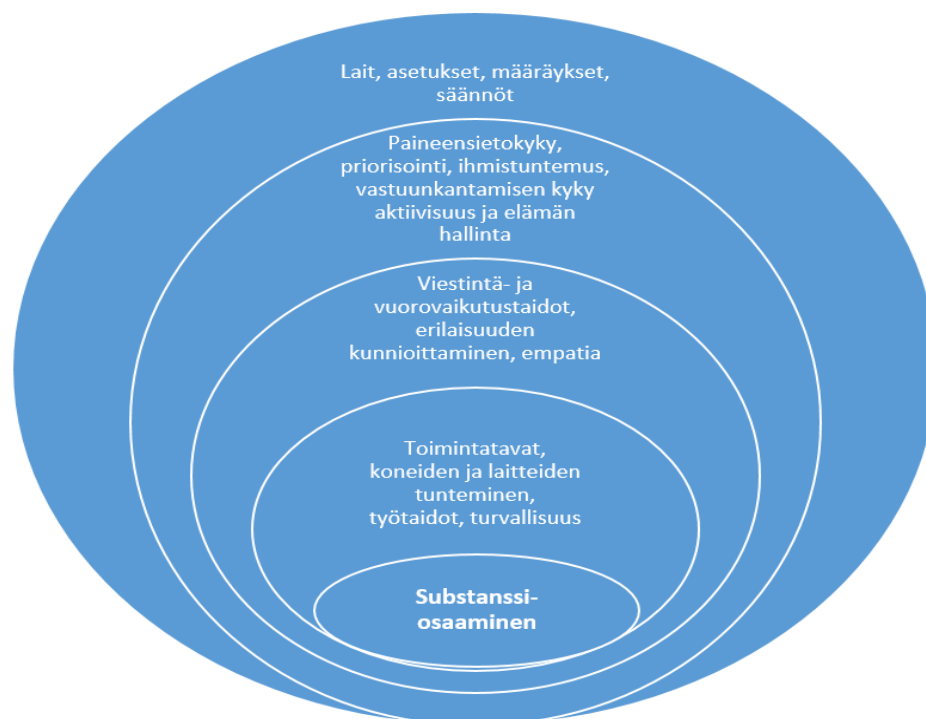 Lait, asetukset, määräykset,
säännöt
Paineensietokyky,
priorisointi, ihmistuntemus,
vastuunkantamisen kyky
aktiivisuus ja elämän
hallinta
Viestintä- ja
vuorovaikutustaidot,
erilaisuuden
kunnioittaminen, empatia
Toimintatavat,
koneiden ja laitteiden
tunteminen,
työtaidot, turvallisuus
Substanssi-
osaaminen